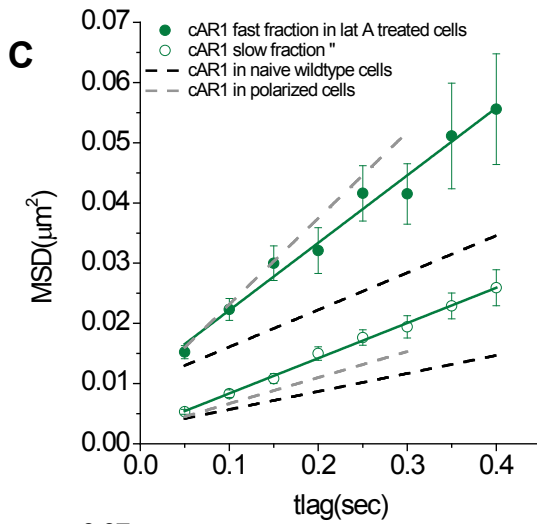 C
cAR1 fast fraction in lat A treated cells
cAR1 slow fraction "
cAR1 in naive wildtype cells
cAR1 in polarized cells
MSD(μm²)
0.07
0.06
0.05
0.04
0.03
0.02
0.01
0.00
0.0 0.1 0.2 0.3 0.4
tlag(sec)